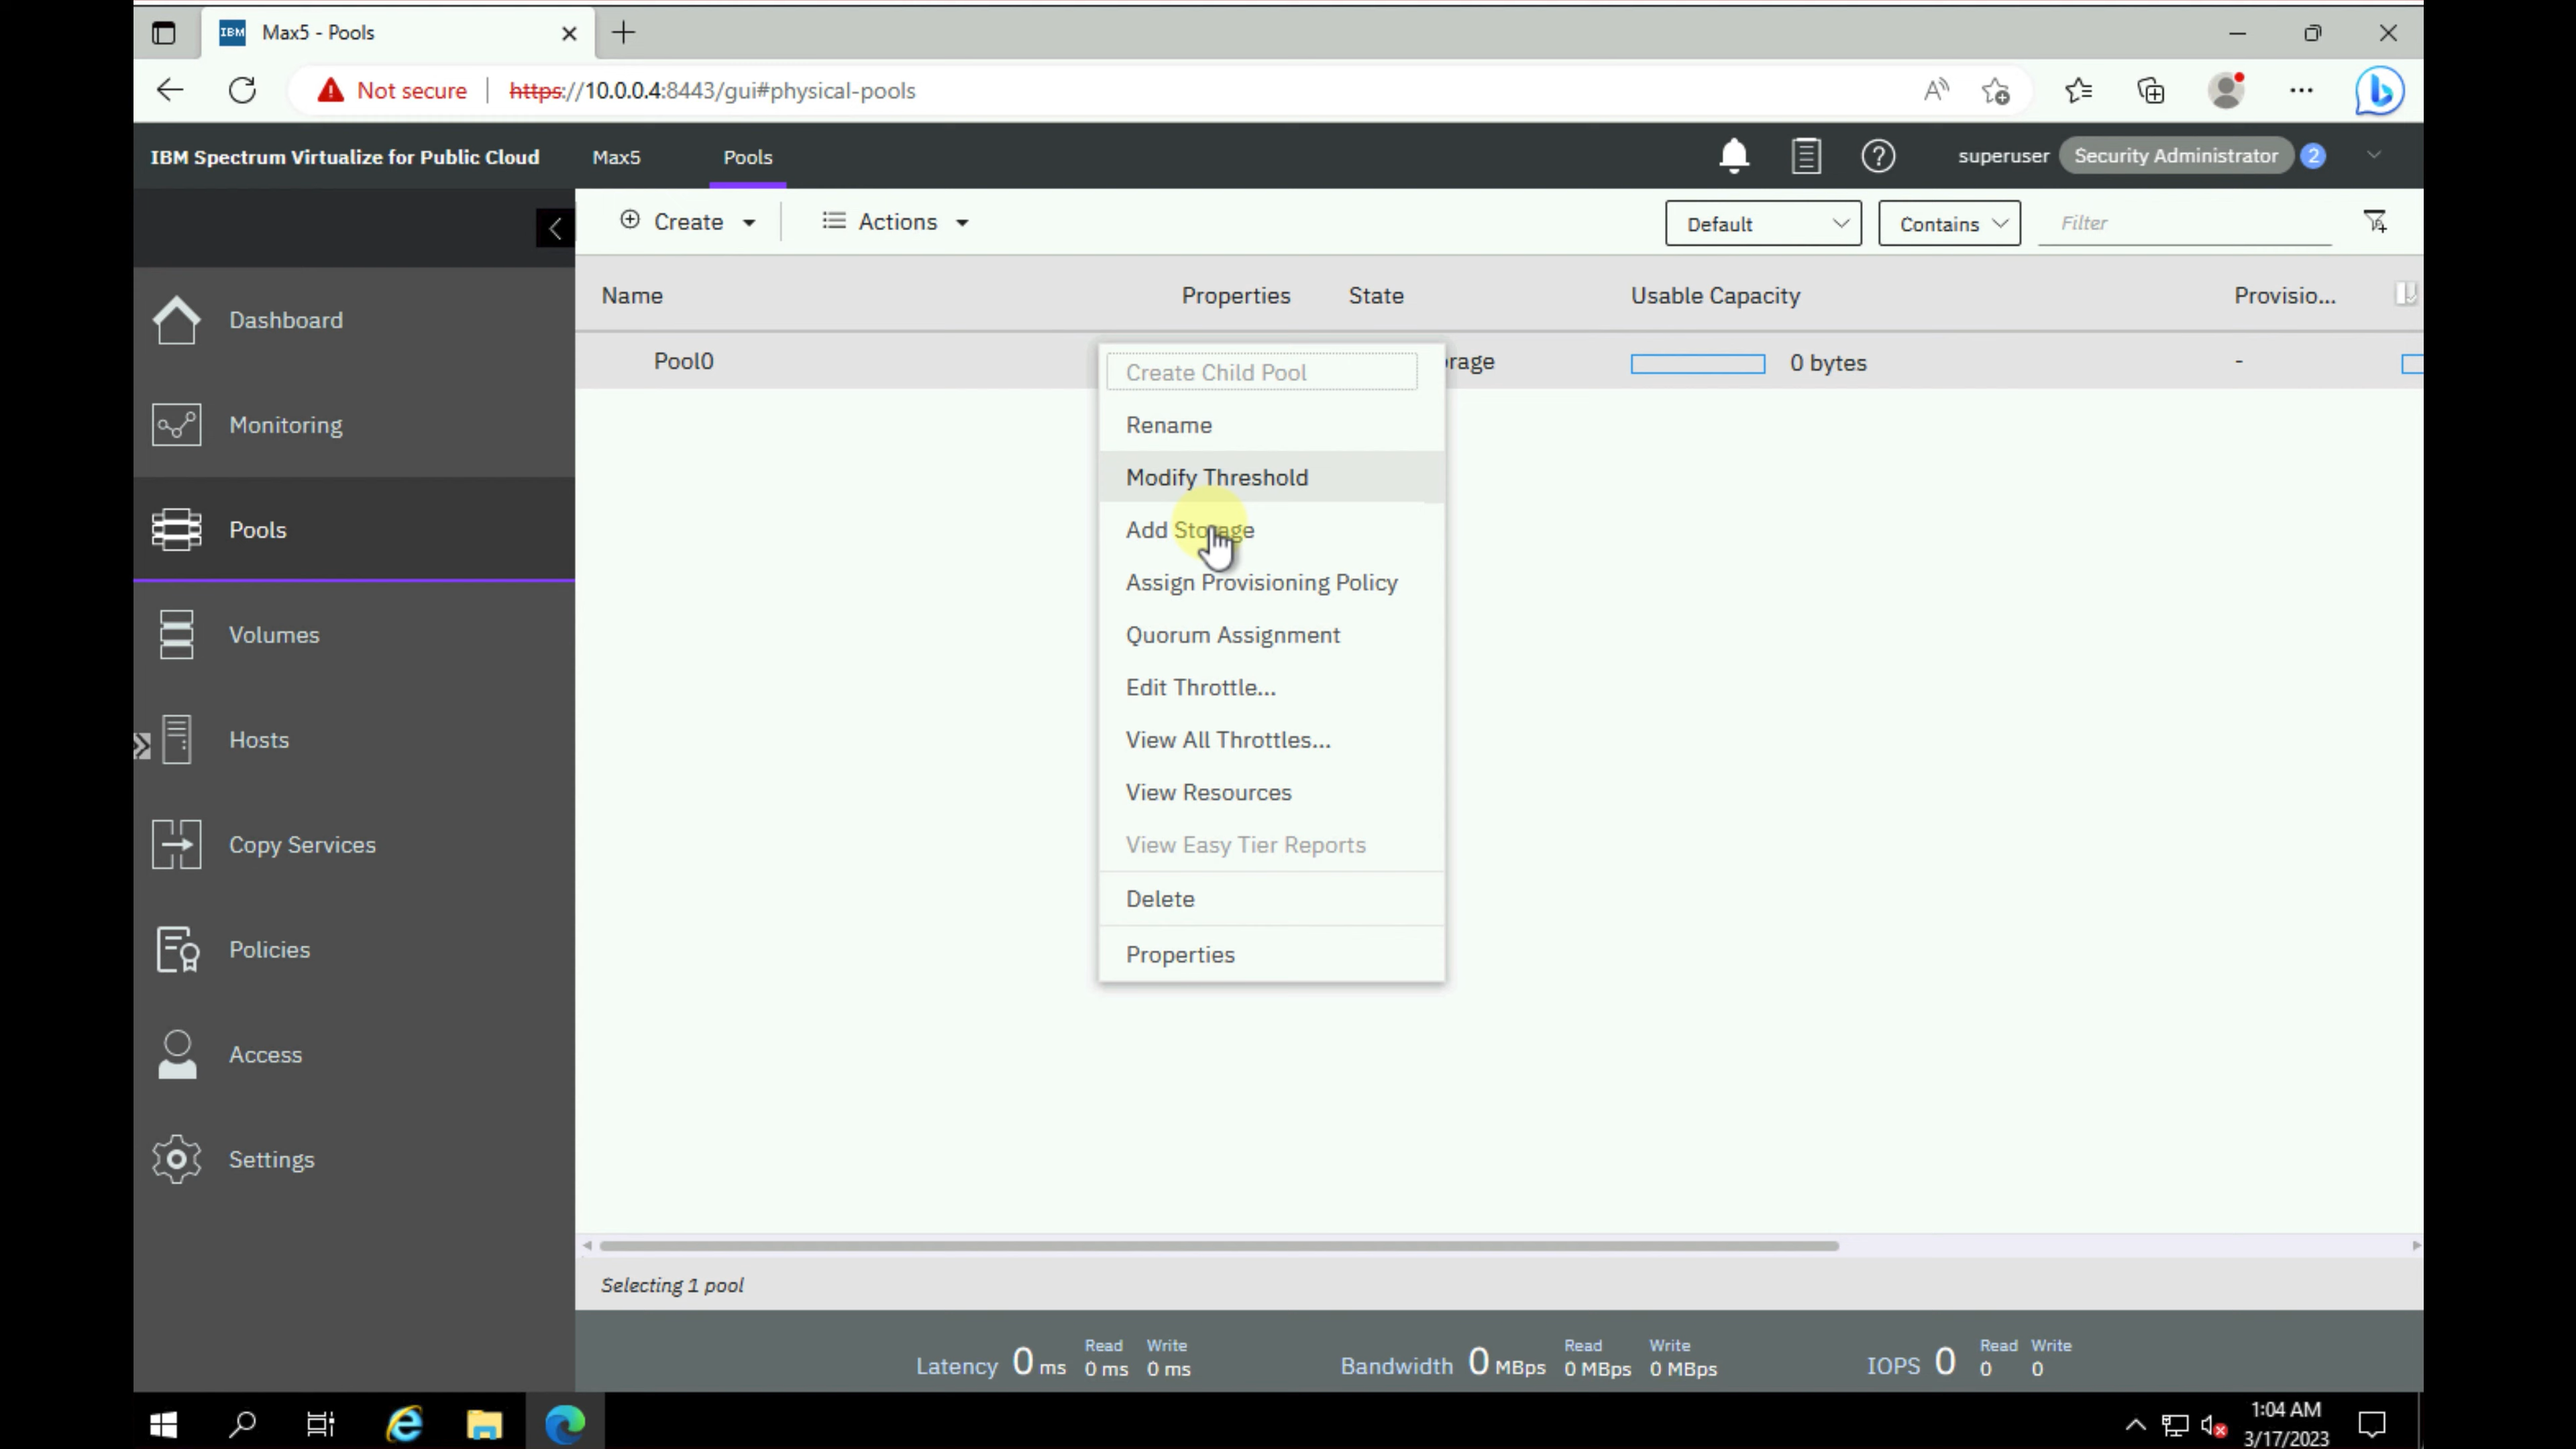 IBM Max5 - Pools
Not secure https://10.0.0.4:8443/gui#physical-pools
IBM Spectrum Virtualize for Public Cloud Max5 Pools superuser Security Administrator 2
Create Actions Default Contains Filter
Name Properties State Usable Capacity Provisio...
Pool0 rage 0 bytes -
Create Child Pool
Rename
Modify Threshold
Add Storage
Assign Provisioning Policy
Quorum Assignment
Edit Throttle...
View All Throttles...
View Resources
View Easy Tier Reports
Delete
Properties
Dashboard
Monitoring
Pools
Volumes
Hosts
Copy Services
Policies
Access
Settings
Selecting 1 pool
Latency 0 ms Read 0 ms Write 0 ms
Bandwidth 0 MBps Read 0 MBps Write 0 MBps
IOPS 0 Read 0 Write 0
1:04 AM
3/17/2023